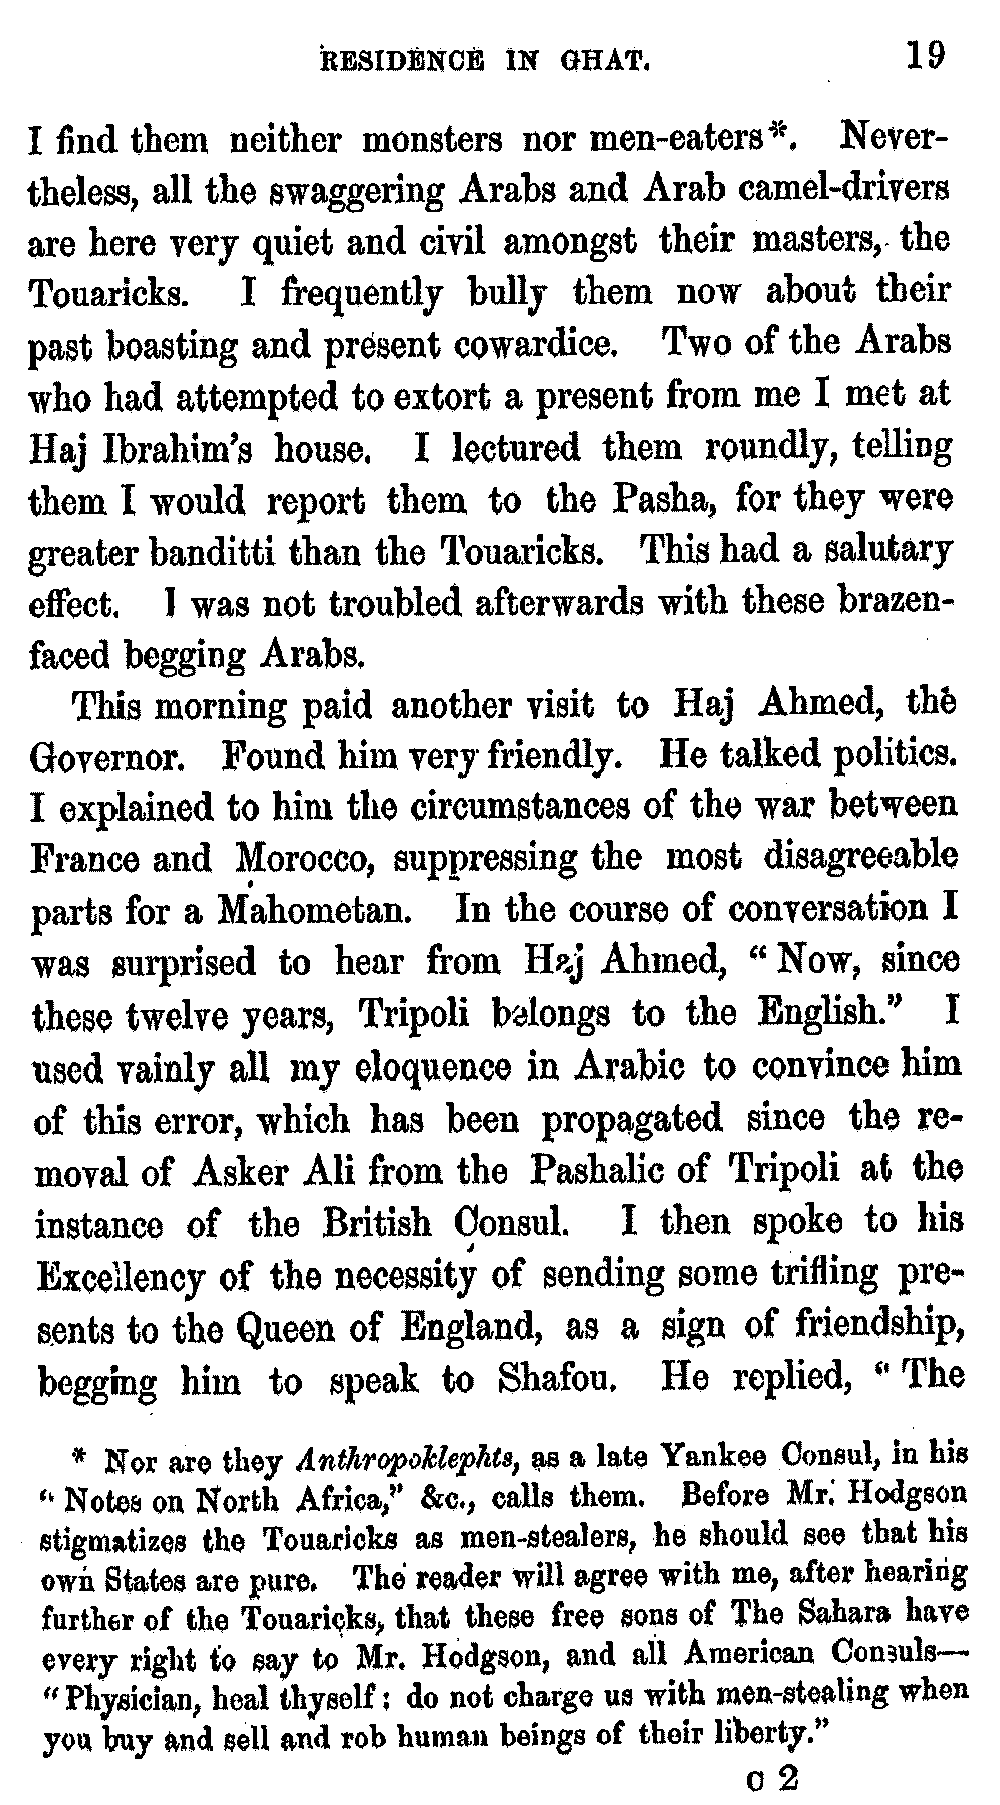 RESIDENCE IN GHAT. 19
I find them neither monsters nor men-eaters*. Never-
theless, all the swaggering Arabs and Arab camel-drivers
are here very quiet and civil amongst their masters, the
Touaricks. I frequently bully them now about their
past boasting and present cowardice. Two of the Arabs
who had attempted to extort a present from me I met at
Haj Ibrahim's house. I lectured them roundly, telling
them I would report them to the Pasha, for they were
greater banditti than the Touaricks. This had a salutary
effect. I was not troubled afterwards with these brazen-
faced begging Arabs.
This morning paid another visit to Haj Ahmed, the
Governor. Found him very friendly. He talked politics.
I explained to him the circumstances of the war between
France and Morocco, suppressing the most disagreeable
parts for a Mahometan. In the course of conversation I
was surprised to hear from Haj Ahmed, “Now, since
these twelve years, Tripoli belongs to the English.” I
used vainly all my eloquence in Arabic to convince him
of this error, which has been propagated since the re-
moval of Asker Ali from the Pashalic of Tripoli at the
instance of the British Consul. I then spoke to his
Excellency of the necessity of sending some trifling pre-
sents to the Queen of England, as a sign of friendship,
begging him to speak to Shafou. He replied, “The
* Nor are they Anthropoklephts, as a late Yankee Consul, in his
“Notes on North Africa,” &c., calls them. Before Mr. Hodgson
stigmatizes the Touaricks as men-stealers, he should see that his
own States are pure. The reader will agree with me, after hearing
further of the Touaricks, that these free sons of The Sahara have
every right to say to Mr. Hodgson, and all American Consuls—
“Physician, heal thyself; do not charge us with men-stealing when
you buy and sell and rob human beings of their liberty.”
C 2